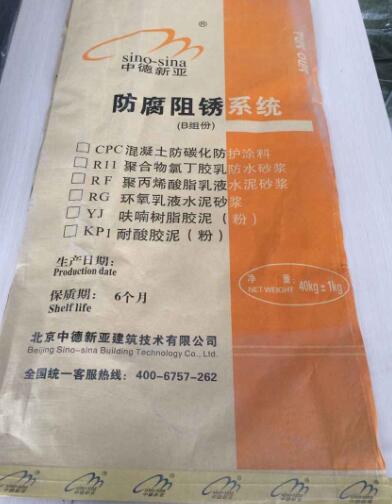 sino-sina
中德新亚
防腐阻锈系统
(B组份)
CPC混凝土防碳化防护涂料
R11 聚合物氯丁胶乳防水砂浆
RF 聚丙烯酸脂乳液水泥砂浆
RG 环氧乳液水泥砂浆
YJ 呋喃树脂胶泥（粉）
KP1耐酸胶泥（粉）
生产日期：
Production date
净 重：
NET WEIGHT 40kg±1kg
保质期： 6个月
Shelf life
北京中德新亚建筑技术有限公司
Beijing Sino-sina Building Technology Co., Ltd.
全国统一客服热线：400-6757-262